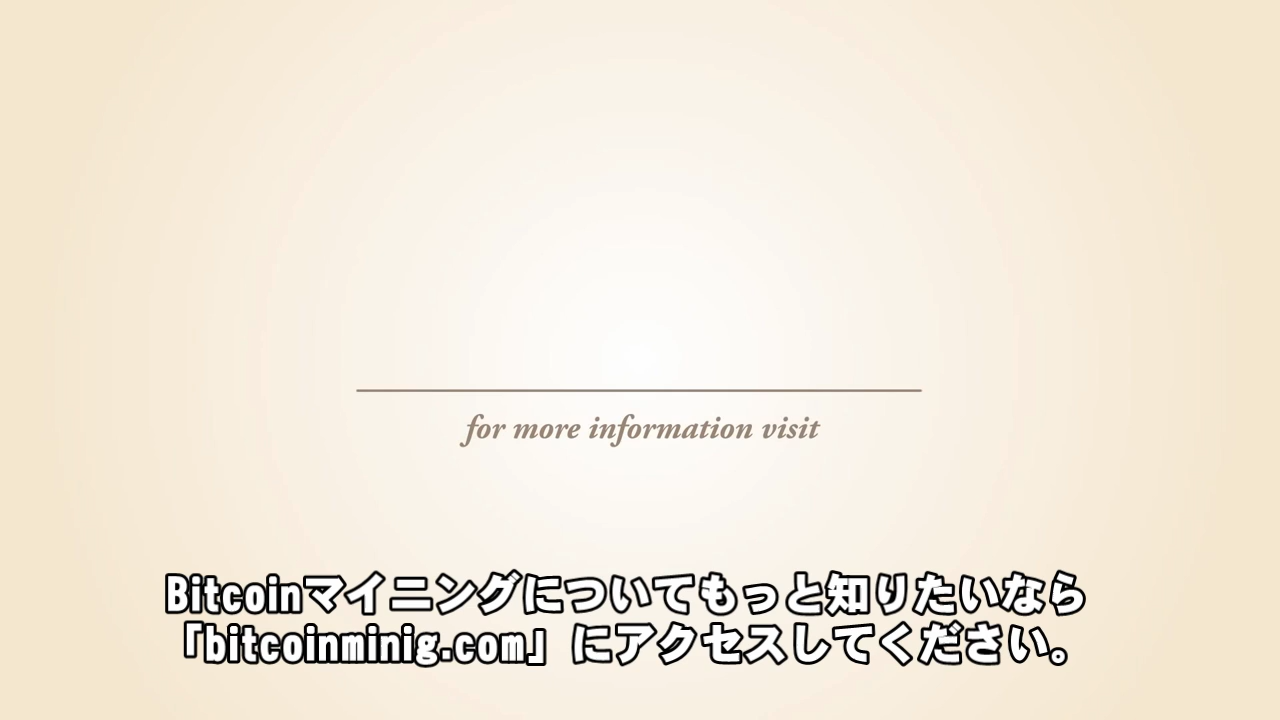 for more information visit
Bitcoinマイニングについてもっと知りたいなら
「bitcoinminig.com」にアクセスしてください。